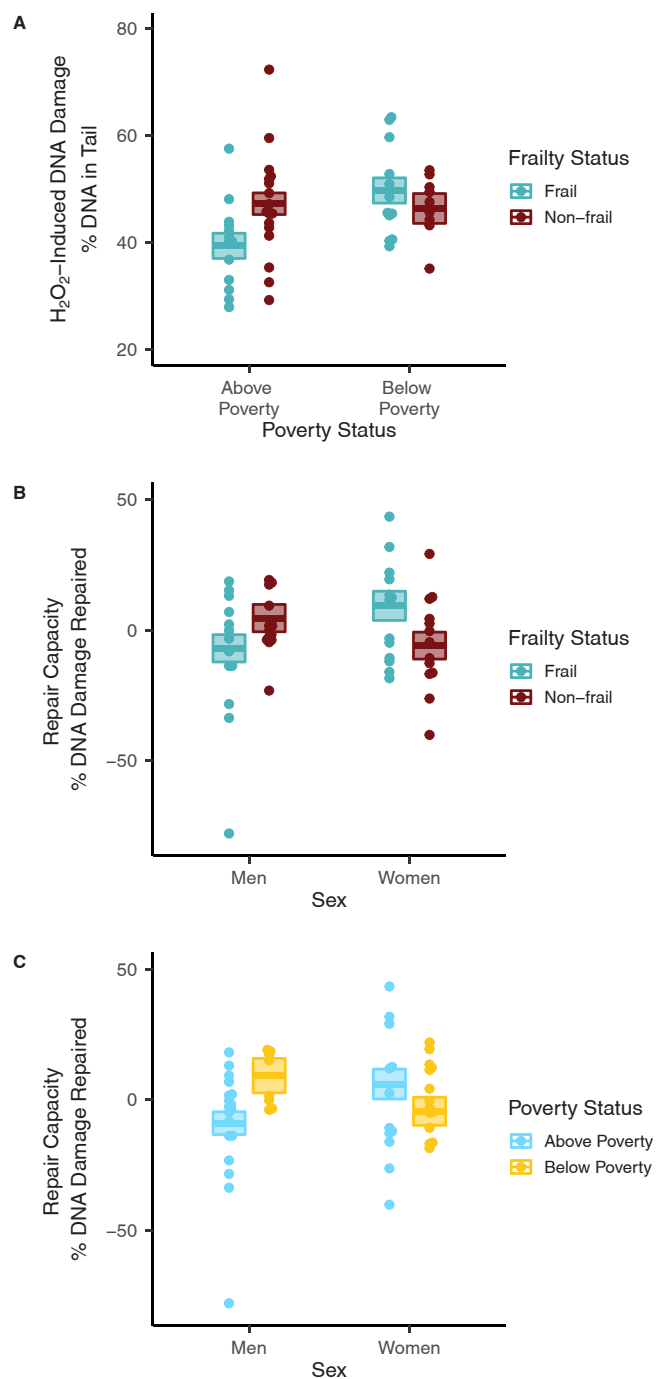 A
H₂O₂−Induced DNA Damage
% DNA in Tail
80
60
40
20
Above
Poverty
Below
Poverty
Poverty Status
Frailty Status
Frail
Non−frail
B
Repair Capacity
% DNA Damage Repaired
50
0
−50
Men
Women
Sex
Frailty Status
Frail
Non−frail
C
Repair Capacity
% DNA Damage Repaired
50
0
−50
Men
Women
Sex
Poverty Status
Above Poverty
Below Poverty